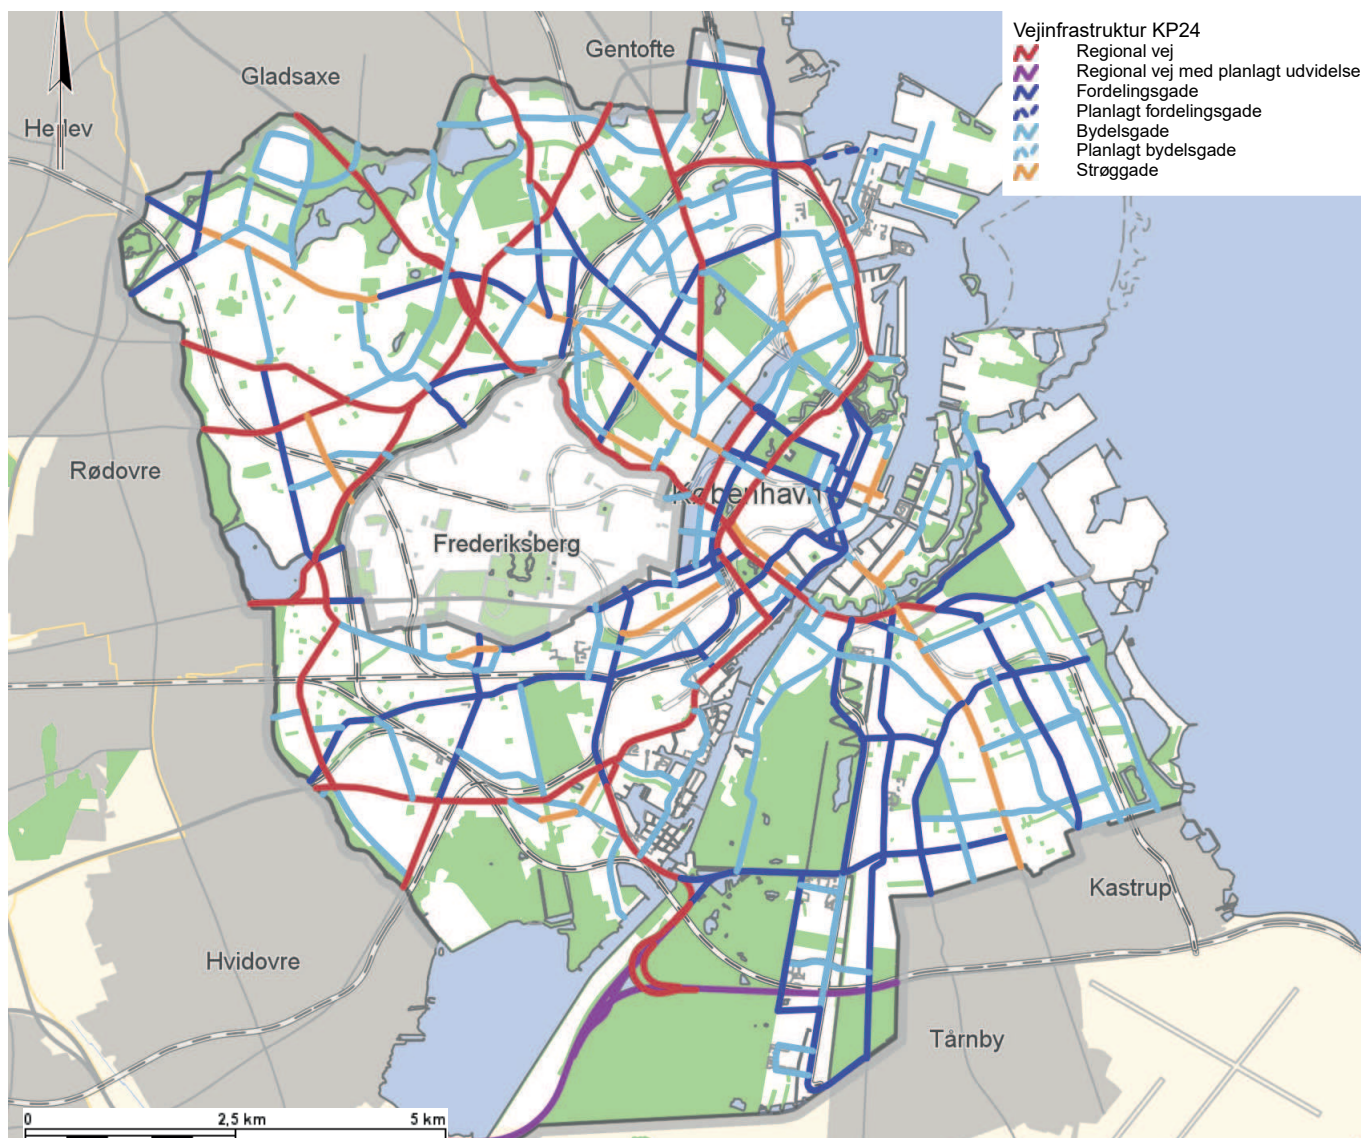 Vejinfrastruktur KP24
Regional vej
Regional vej med planlagt udvidelse
Fordelingsgade
Planlagt fordelingsgade
Bydelsgade
Planlagt bydelsgade
Strøggade
Gentofte
Gladsaxe
Herlev
Rødovre
København
Frederiksberg
Kastrup
Hvidovre
Tårnby
0 2,5 km 5 km